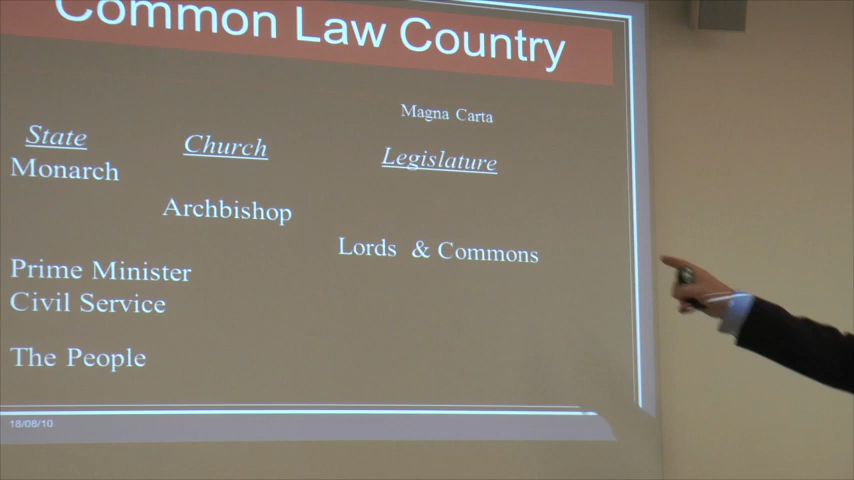 Common Law Country
Magna Carta
State Church Legislature
Monarch
Archbishop
Lords & Commons
Prime Minister
Civil Service
The People
18/08/10